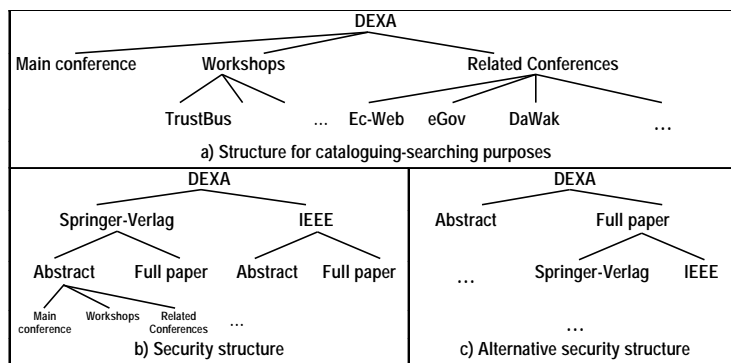 DEXA
Main conference Workshops Related Conferences
TrustBus ... Ec-Web eGov DaWak ...
a) Structure for cataloguing-searching purposes
DEXA
Springer-Verlag IEEE
Abstract Full paper Abstract Full paper
Main conference Workshops Related Conferences ...
b) Security structure
DEXA
Abstract Full paper
... Springer-Verlag IEEE
...
c) Alternative security structure